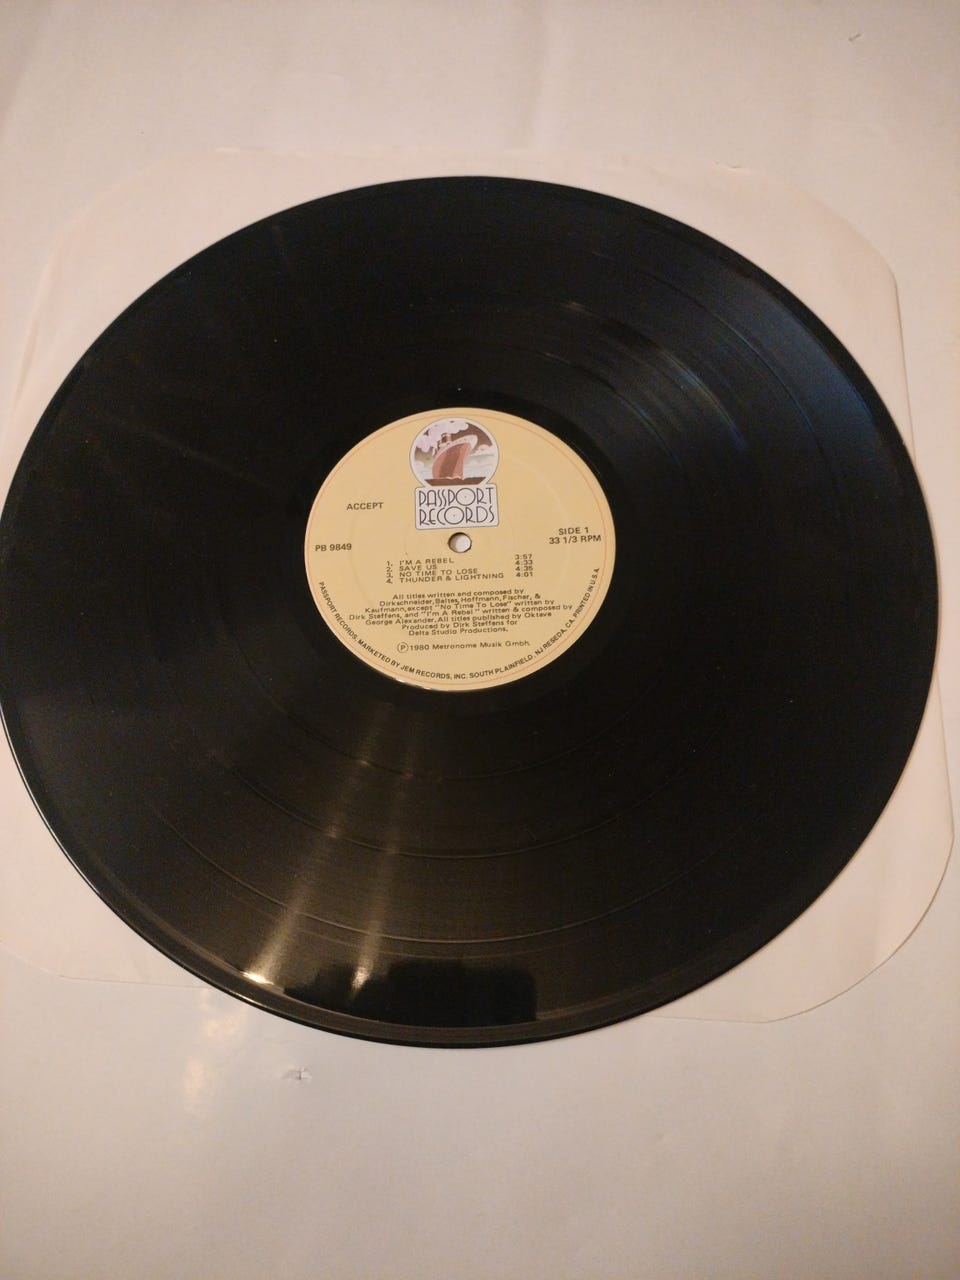 PASSPORT
RECORDS
ACCEPT
SIDE 1
PB 9849
33 1/3 RPM
1. I'M A REBEL 3:57
2. SAVE US 4:33
3. NO TIME TO LOSE 4:35
4. THUNDER & LIGHTNING 4:01
All titles written and composed by
Dirkschneider, Baltes, Hoffmann, Fischer, &
Kaufmann, except "No Time To Lose" written by
Dirk Steffens, and "I'm A Rebel" written & composed by
George Alexander. All titles published by Oktave
Produced by Dirk Steffens for
Delta Studio Productions.
Ⓟ1980 Metronome Musik Gmbh.
PASSPORT RECORDS, MARKETED BY JEM RECORDS, INC. SOUTH PLAINFIELD, NJ RESEDA, CA. PRINTED IN U.S.A.